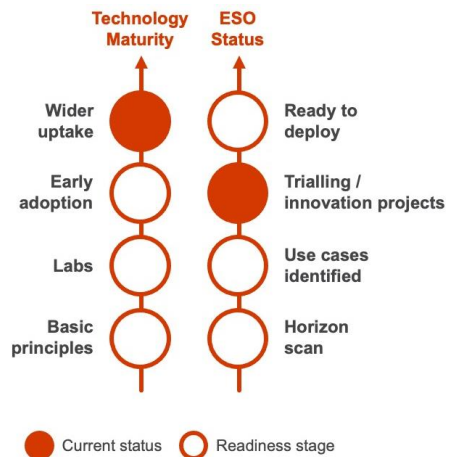 Technology
Maturity
ESO
Status
Wider
uptake
Ready to
deploy
Early
adoption
Trialling /
innovation projects
Labs
Use cases
identified
Basic
principles
Horizon
scan
Current status
Readiness stage